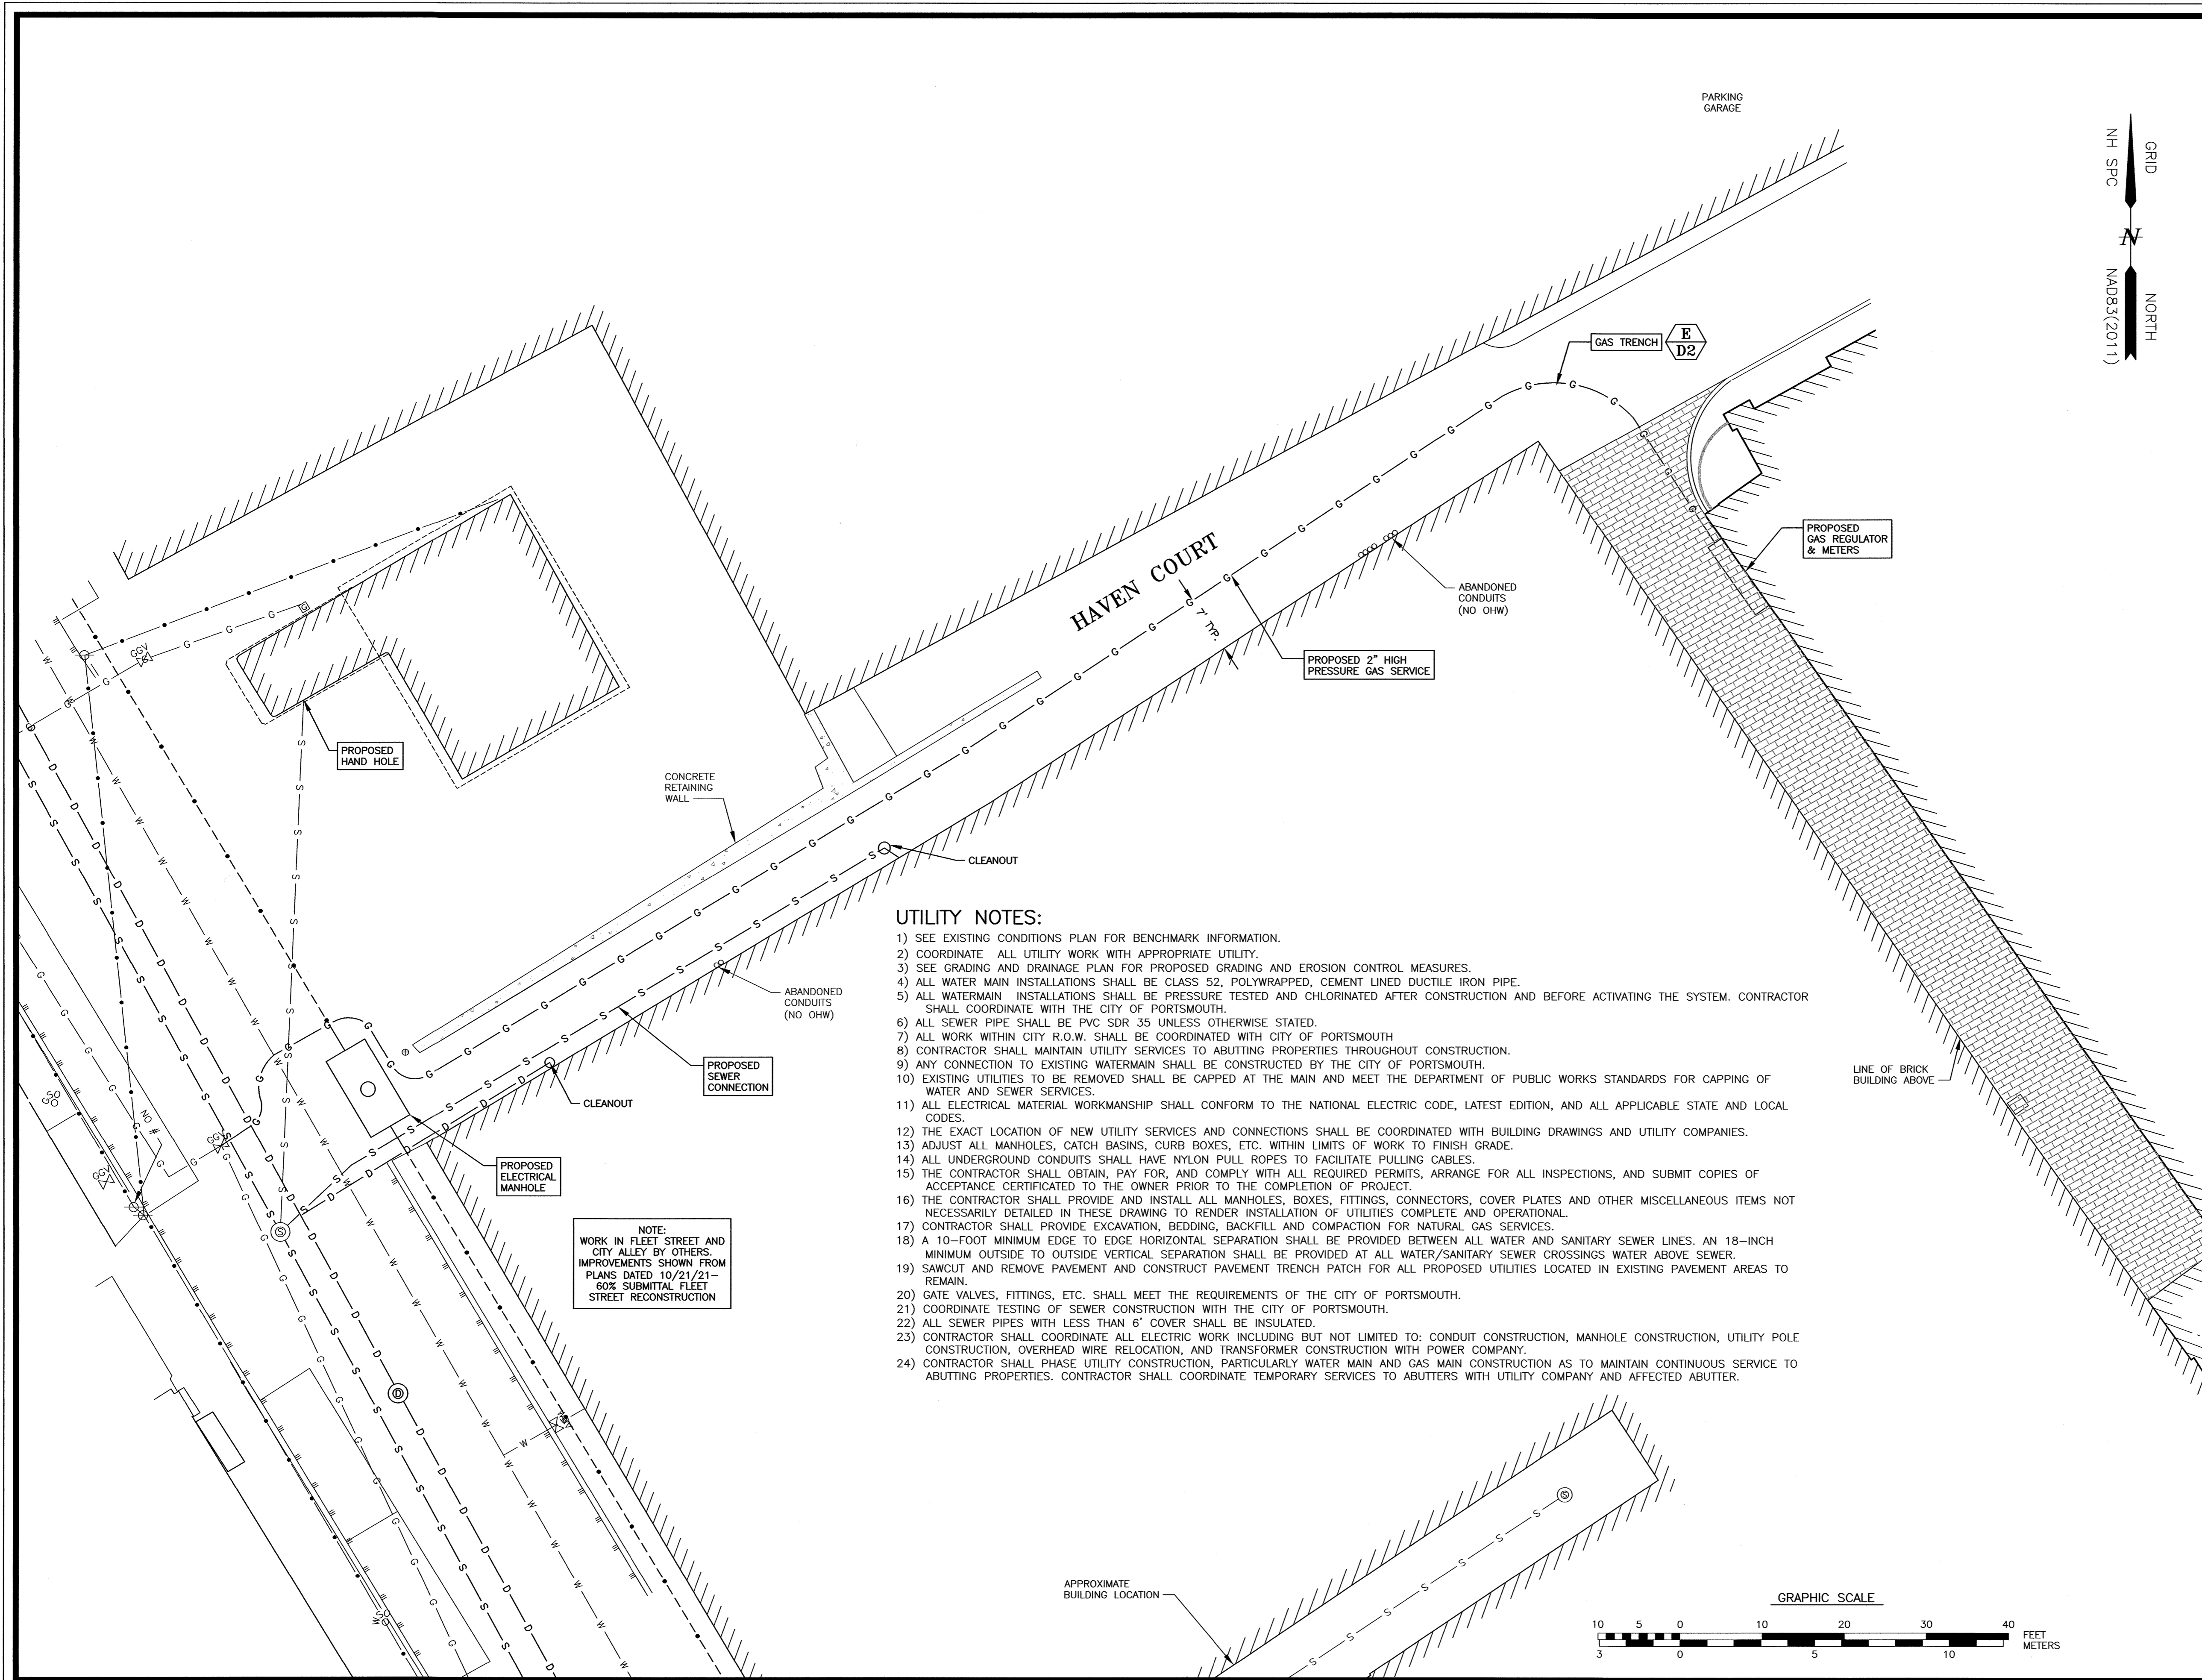 PARKING
GARAGE
GRID
NH SPC
N
NORTH
NAD83(2011)
GAS TRENCH
E
D2
PROPOSED
GAS REGULATOR
& METERS
HAVEN COURT
7' TYP.
ABANDONED
CONDUITS
(NO OHW)
PROPOSED 2" HIGH
PRESSURE GAS SERVICE
PROPOSED
HAND HOLE
CONCRETE
RETAINING
WALL
CLEANOUT
ABANDONED
CONDUITS
(NO OHW)
PROPOSED
SEWER
CONNECTION
CLEANOUT
PROPOSED
ELECTRICAL
MANHOLE
GGV
GGV
GGV
NO #
NOTE:
WORK IN FLEET STREET AND
CITY ALLEY BY OTHERS.
IMPROVEMENTS SHOWN FROM
PLANS DATED 10/21/21-
60% SUBMITTAL FLEET
STREET RECONSTRUCTION
UTILITY NOTES:
1) SEE EXISTING CONDITIONS PLAN FOR BENCHMARK INFORMATION.
2) COORDINATE ALL UTILITY WORK WITH APPROPRIATE UTILITY.
3) SEE GRADING AND DRAINAGE PLAN FOR PROPOSED GRADING AND EROSION CONTROL MEASURES.
4) ALL WATER MAIN INSTALLATIONS SHALL BE CLASS 52, POLYWRAPPED, CEMENT LINED DUCTILE IRON PIPE.
5) ALL WATERMAIN INSTALLATIONS SHALL BE PRESSURE TESTED AND CHLORINATED AFTER CONSTRUCTION AND BEFORE ACTIVATING THE SYSTEM. CONTRACTOR
SHALL COORDINATE WITH THE CITY OF PORTSMOUTH.
6) ALL SEWER PIPE SHALL BE PVC SDR 35 UNLESS OTHERWISE STATED.
7) ALL WORK WITHIN CITY R.O.W. SHALL BE COORDINATED WITH CITY OF PORTSMOUTH
8) CONTRACTOR SHALL MAINTAIN UTILITY SERVICES TO ABUTTING PROPERTIES THROUGHOUT CONSTRUCTION.
9) ANY CONNECTION TO EXISTING WATERMAIN SHALL BE CONSTRUCTED BY THE CITY OF PORTSMOUTH.
10) EXISTING UTILITIES TO BE REMOVED SHALL BE CAPPED AT THE MAIN AND MEET THE DEPARTMENT OF PUBLIC WORKS STANDARDS FOR CAPPING OF
WATER AND SEWER SERVICES.
11) ALL ELECTRICAL MATERIAL WORKMANSHIP SHALL CONFORM TO THE NATIONAL ELECTRIC CODE, LATEST EDITION, AND ALL APPLICABLE STATE AND LOCAL
CODES.
12) THE EXACT LOCATION OF NEW UTILITY SERVICES AND CONNECTIONS SHALL BE COORDINATED WITH BUILDING DRAWINGS AND UTILITY COMPANIES.
13) ADJUST ALL MANHOLES, CATCH BASINS, CURB BOXES, ETC. WITHIN LIMITS OF WORK TO FINISH GRADE.
14) ALL UNDERGROUND CONDUITS SHALL HAVE NYLON PULL ROPES TO FACILITATE PULLING CABLES.
15) THE CONTRACTOR SHALL OBTAIN, PAY FOR, AND COMPLY WITH ALL REQUIRED PERMITS, ARRANGE FOR ALL INSPECTIONS, AND SUBMIT COPIES OF
ACCEPTANCE CERTIFICATED TO THE OWNER PRIOR TO THE COMPLETION OF PROJECT.
16) THE CONTRACTOR SHALL PROVIDE AND INSTALL ALL MANHOLES, BOXES, FITTINGS, CONNECTORS, COVER PLATES AND OTHER MISCELLANEOUS ITEMS NOT
NECESSARILY DETAILED IN THESE DRAWING TO RENDER INSTALLATION OF UTILITIES COMPLETE AND OPERATIONAL.
17) CONTRACTOR SHALL PROVIDE EXCAVATION, BEDDING, BACKFILL AND COMPACTION FOR NATURAL GAS SERVICES.
18) A 10-FOOT MINIMUM EDGE TO EDGE HORIZONTAL SEPARATION SHALL BE PROVIDED BETWEEN ALL WATER AND SANITARY SEWER LINES. AN 18-INCH
MINIMUM OUTSIDE TO OUTSIDE VERTICAL SEPARATION SHALL BE PROVIDED AT ALL WATER/SANITARY SEWER CROSSINGS WATER ABOVE SEWER.
19) SAWCUT AND REMOVE PAVEMENT AND CONSTRUCT PAVEMENT TRENCH PATCH FOR ALL PROPOSED UTILITIES LOCATED IN EXISTING PAVEMENT AREAS TO
REMAIN.
20) GATE VALVES, FITTINGS, ETC. SHALL MEET THE REQUIREMENTS OF THE CITY OF PORTSMOUTH.
21) COORDINATE TESTING OF SEWER CONSTRUCTION WITH THE CITY OF PORTSMOUTH.
22) ALL SEWER PIPES WITH LESS THAN 6' COVER SHALL BE INSULATED.
23) CONTRACTOR SHALL COORDINATE ALL ELECTRIC WORK INCLUDING BUT NOT LIMITED TO: CONDUIT CONSTRUCTION, MANHOLE CONSTRUCTION, UTILITY POLE
CONSTRUCTION, OVERHEAD WIRE RELOCATION, AND TRANSFORMER CONSTRUCTION WITH POWER COMPANY.
24) CONTRACTOR SHALL PHASE UTILITY CONSTRUCTION, PARTICULARLY WATER MAIN AND GAS MAIN CONSTRUCTION AS TO MAINTAIN CONTINUOUS SERVICE TO
ABUTTING PROPERTIES. CONTRACTOR SHALL COORDINATE TEMPORARY SERVICES TO ABUTTERS WITH UTILITY COMPANY AND AFFECTED ABUTTER.
LINE OF BRICK
BUILDING ABOVE
APPROXIMATE
BUILDING LOCATION
GRAPHIC SCALE
10 5 0 10 20 30 40
FEET
METERS
3 0 5 10